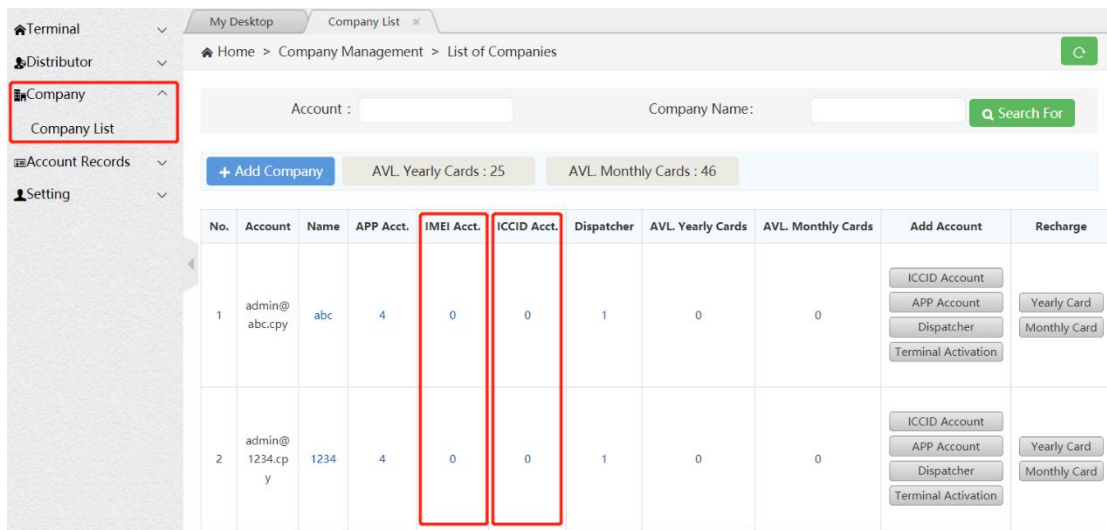 Terminal
Distributor
Company
Company List
Account Records
Setting
My Desktop
Company List ×
Home > Company Management > List of Companies
Account :
Company Name:
Search For
+ Add Company
AVL. Yearly Cards : 25
AVL. Monthly Cards : 46
No. Account Name APP Acct. IMEI Acct. ICCID Acct. Dispatcher AVL. Yearly Cards AVL. Monthly Cards Add Account Recharge
1 admin@ abc 4 0 0 1 0 0
abc.cpy
ICCID Account
APP Account
Dispatcher
Terminal Activation
Yearly Card
Monthly Card
2 admin@ 1234 4 0 0 1 0 0
1234.cp
y
ICCID Account
APP Account
Dispatcher
Terminal Activation
Yearly Card
Monthly Card